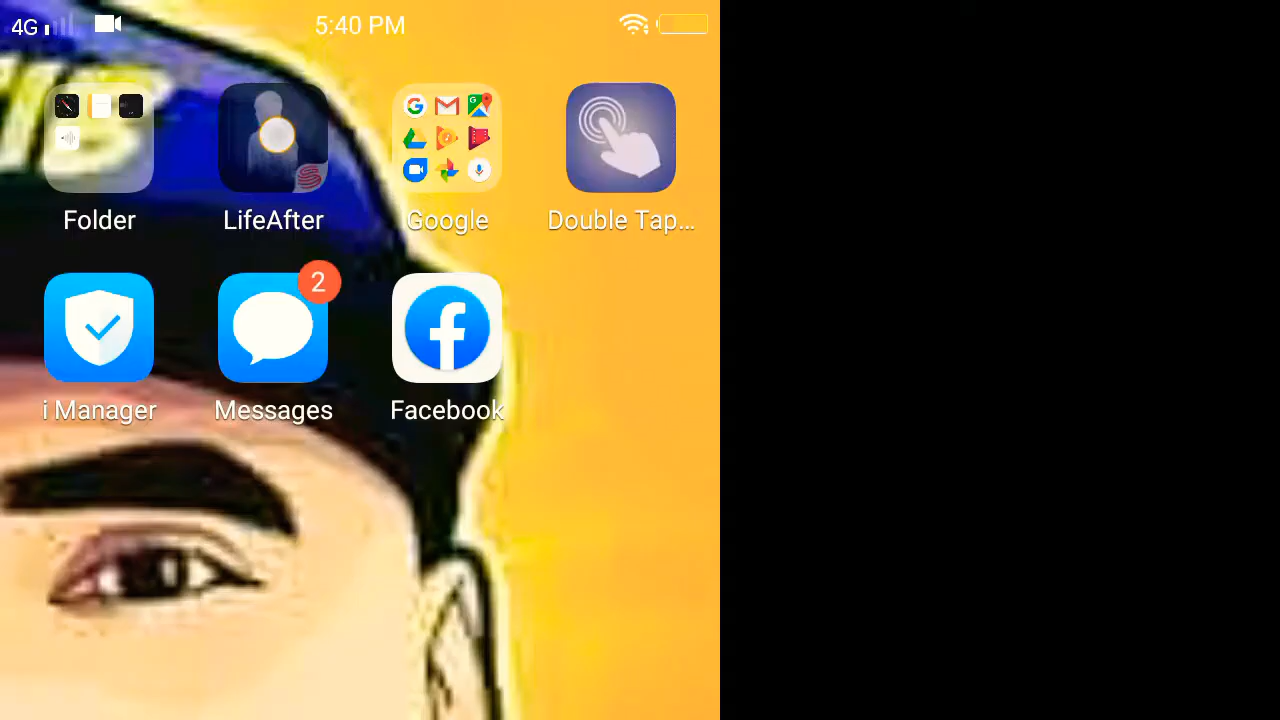 4G
5:40 PM
Folder
LifeAfter
Google
Double Tap...
2
i Manager
Messages
Facebook